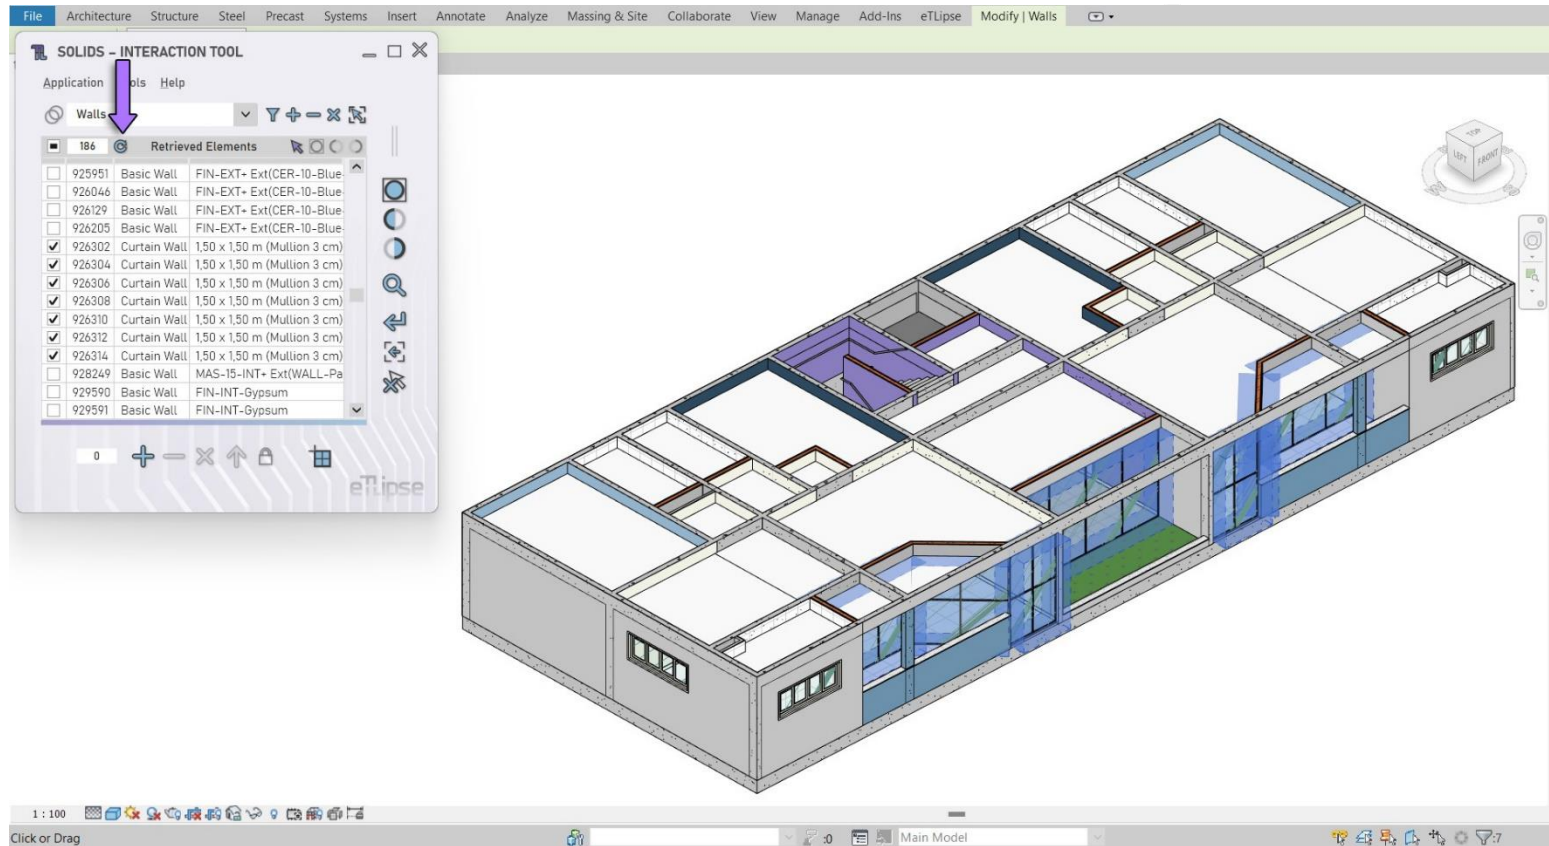 File Architecture Structure Steel Precast Systems Insert Annotate Analyze Massing & Site Collaborate View Manage Add-Ins eTLipse Modify | Walls
SOLIDS – INTERACTION TOOL
Application Help
Walls
186 Retrieved Elements
925951 Basic Wall FIN-EXT+ Ext(CER-10-Blue-
926046 Basic Wall FIN-EXT+ Ext(CER-10-Blue-
926129 Basic Wall FIN-EXT+ Ext(CER-10-Blue-
926205 Basic Wall FIN-EXT+ Ext(CER-10-Blue-
926302 Curtain Wall 1,50 x 1,50 m (Mullion 3 cm)
926304 Curtain Wall 1,50 x 1,50 m (Mullion 3 cm)
926306 Curtain Wall 1,50 x 1,50 m (Mullion 3 cm)
926308 Curtain Wall 1,50 x 1,50 m (Mullion 3 cm)
926310 Curtain Wall 1,50 x 1,50 m (Mullion 3 cm)
926312 Curtain Wall 1,50 x 1,50 m (Mullion 3 cm)
926314 Curtain Wall 1,50 x 1,50 m (Mullion 3 cm)
928249 Basic Wall MAS-15-INT+ Ext(WALL-Pa
929590 Basic Wall FIN-INT-Gypsum
929591 Basic Wall FIN-INT-Gypsum
0
eTLipse
TOP
LEFT FRONT
1 : 100
Click or Drag :0 Main Model :7